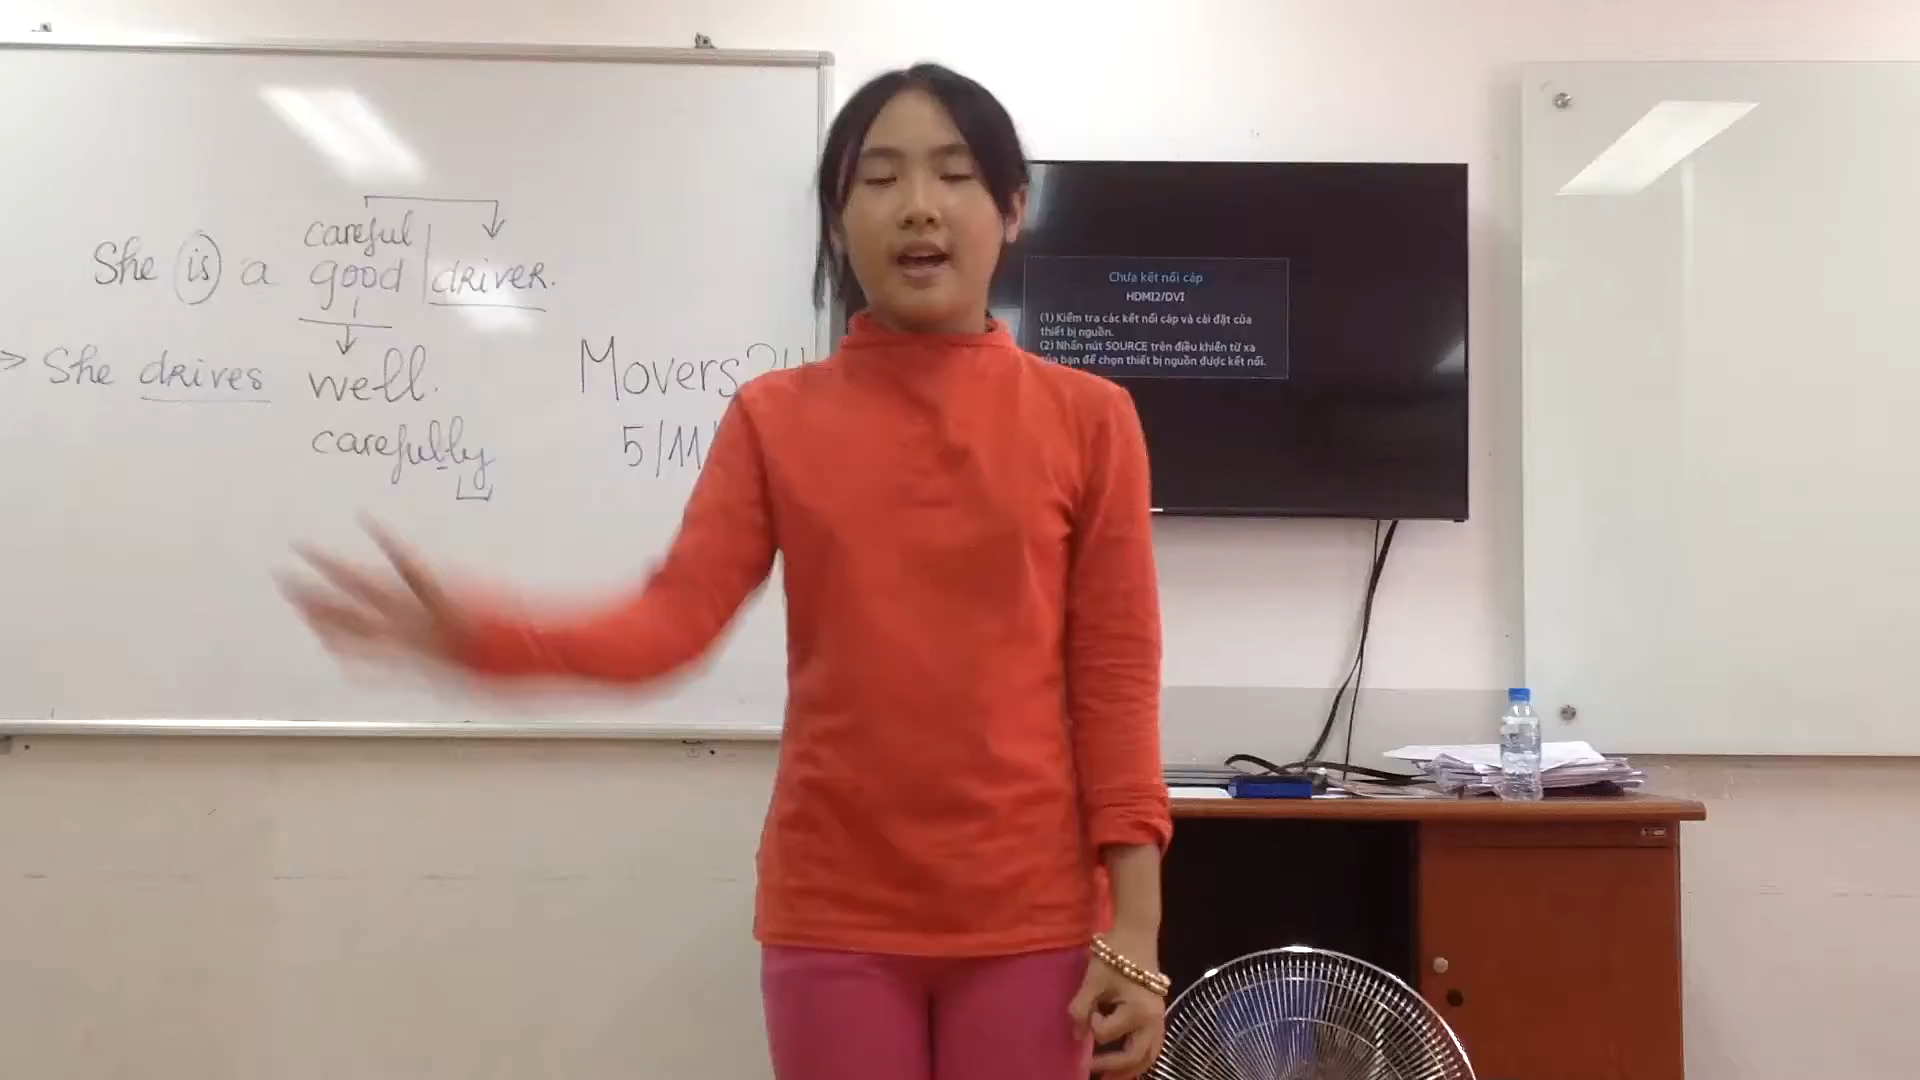 careful
She is a good driver.
> She drives well.
carefully
Movers 24
5/11/
Chưa kết nối cáp
HDMI2/DVI
(1) Kiểm tra các kết nối cáp và cài đặt của
thiết bị nguồn.
(2) Nhấn nút SOURCE trên điều khiển từ xa
của bạn để chọn thiết bị nguồn được kết nối.